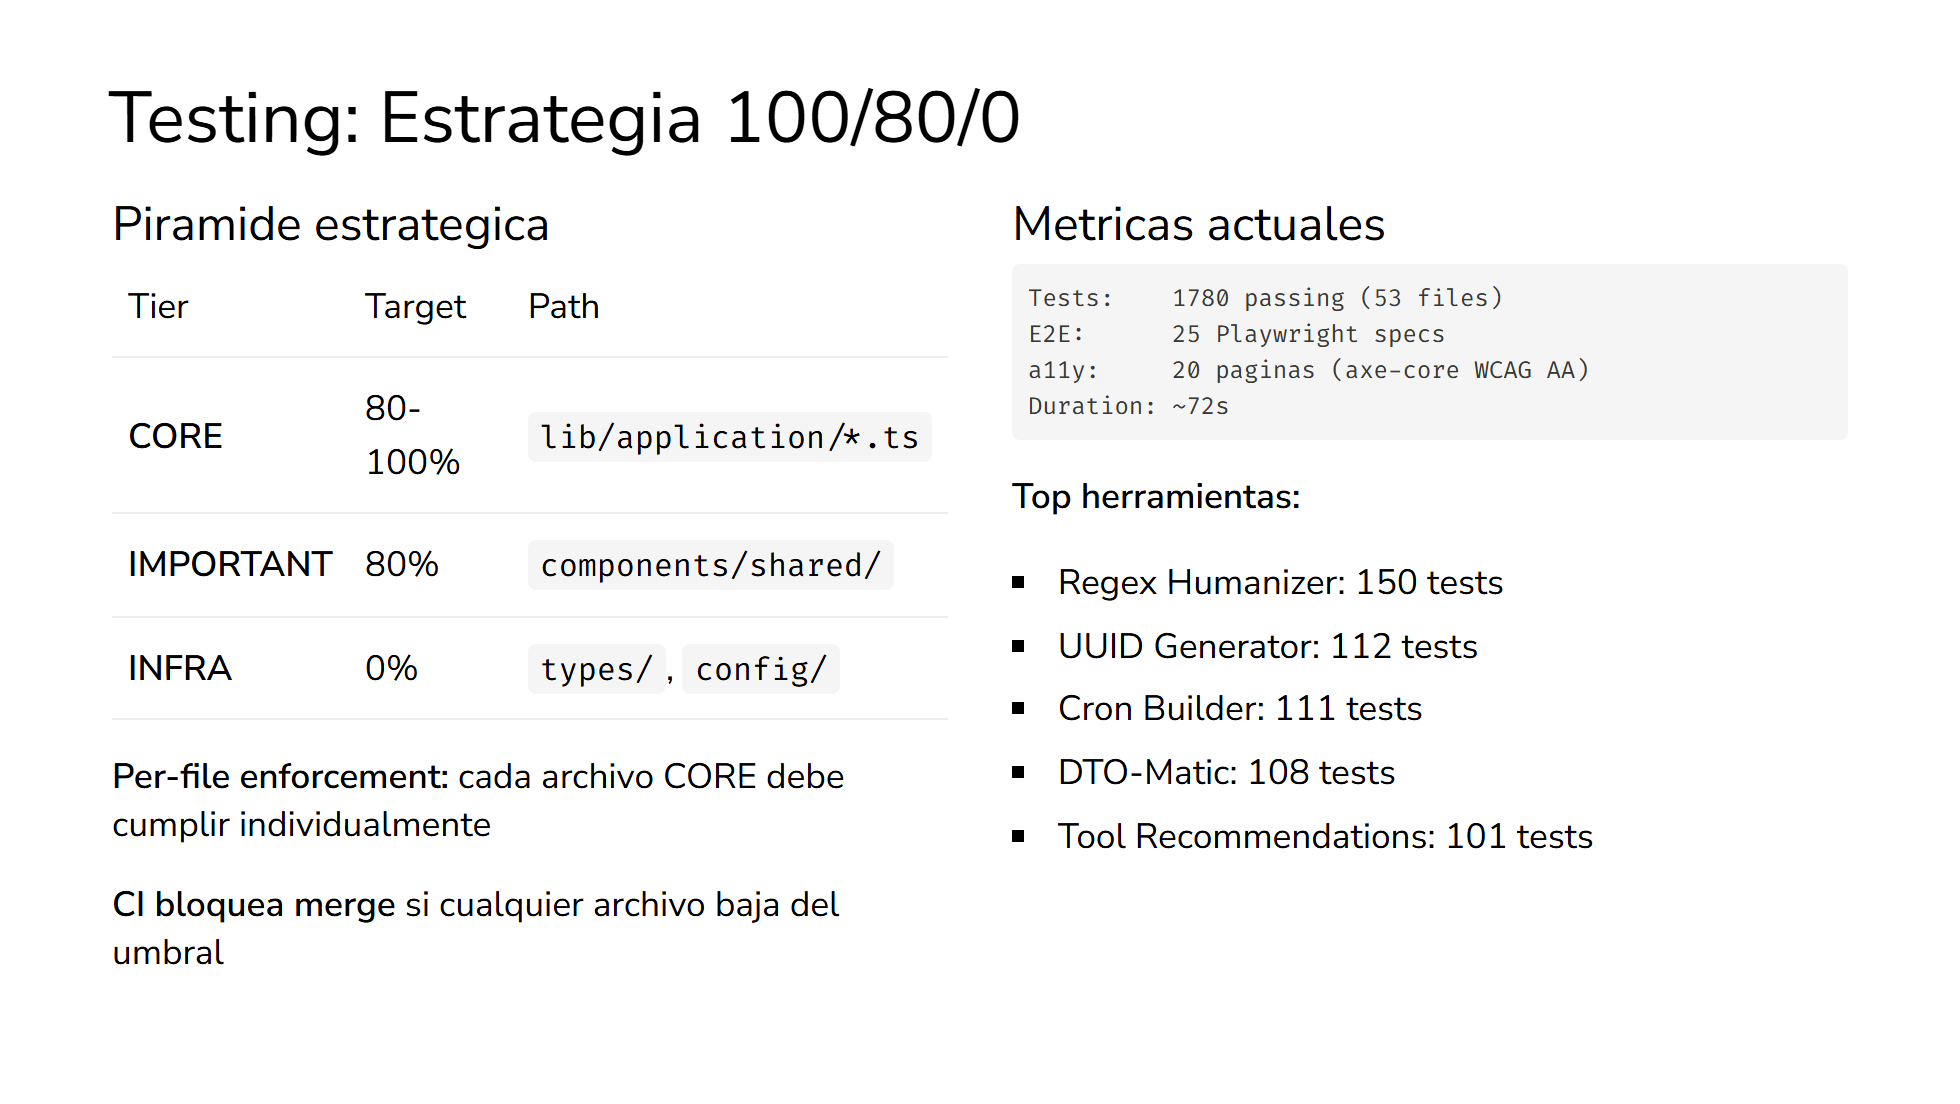 Testing: Estrategia 100/80/0
Piramide estrategica
Tier Target Path
CORE 80-100% lib/application/*.ts
IMPORTANT 80% components/shared/
INFRA 0% types/, config/
Per-file enforcement: cada archivo CORE debe
cumplir individualmente
CI bloquea merge si cualquier archivo baja del
umbral
Metricas actuales
Tests: 1780 passing (53 files)
E2E: 25 Playwright specs
a11y: 20 paginas (axe-core WCAG AA)
Duration: ~72s
Top herramientas:
Regex Humanizer: 150 tests
UUID Generator: 112 tests
Cron Builder: 111 tests
DTO-Matic: 108 tests
Tool Recommendations: 101 tests